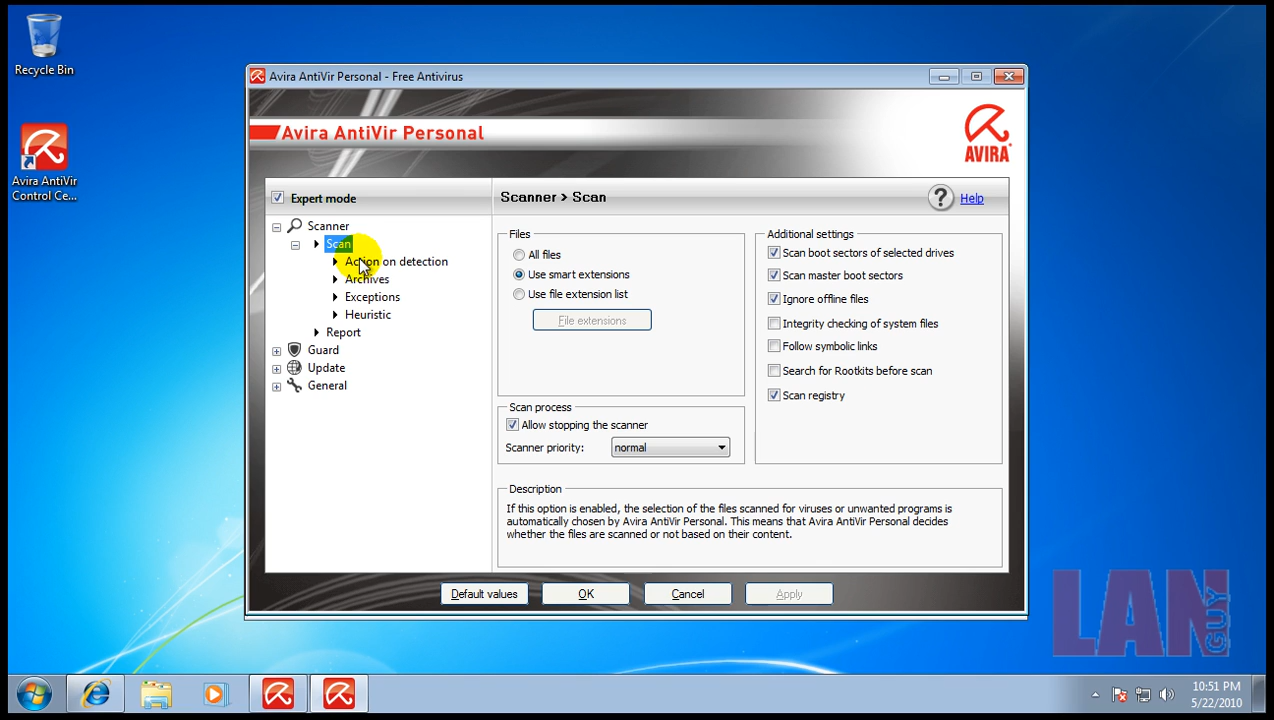 Recycle Bin
Avira AntiVir
Control Ce...
Avira AntiVir Personal - Free Antivirus
Avira AntiVir Personal
AVIRA
Expert mode
Scanner
Scan
Action on detection
Archives
Exceptions
Heuristic
Report
Guard
Update
General
Scanner > Scan
? Help
Files
All files
Use smart extensions
Use file extension list
File extensions
Scan process
Allow stopping the scanner
Scanner priority: normal
Additional settings
Scan boot sectors of selected drives
Scan master boot sectors
Ignore offline files
Integrity checking of system files
Follow symbolic links
Search for Rootkits before scan
Scan registry
Description
If this option is enabled, the selection of the files scanned for viruses or unwanted programs is
automatically chosen by Avira AntiVir Personal. This means that Avira AntiVir Personal decides
whether the files are scanned or not based on their content.
Default values
OK
Cancel
Apply
LAN
GUY
10:51 PM
5/22/2010